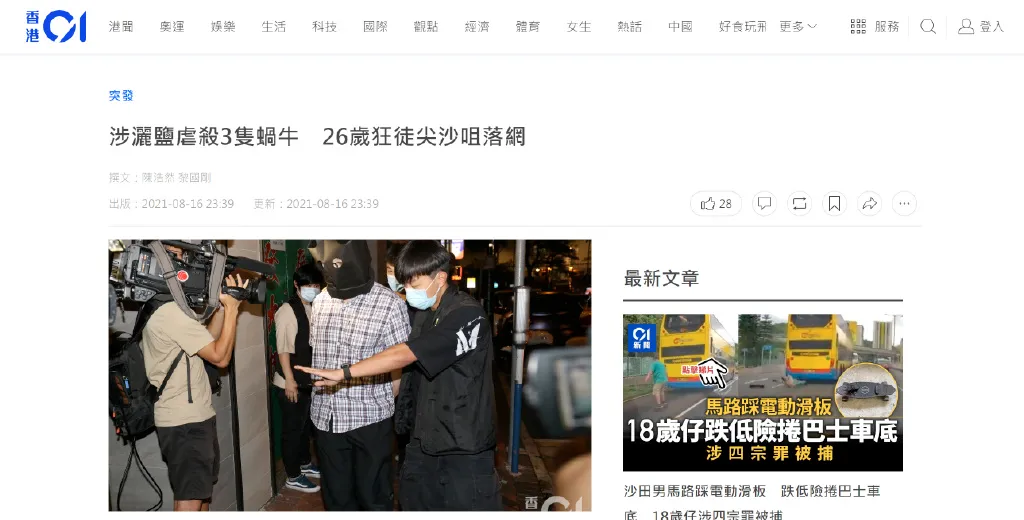 香港01
港聞 奧運 娛樂 生活 科技 國際 觀點 經濟 體育 女生 熱話 中國 好食玩飛 更多 服務 登入
突發
涉灑鹽虐殺3隻蝸牛 26歲狂徒尖沙咀落網
撰文：陳浩然 黎國剛
出版：2021-08-16 23:39 更新：2021-08-16 23:39
28
最新文章
01
新聞
點擊睇片
馬路踩電動滑板
18歲仔跌低險捲巴士車底
涉四宗罪被捕
香港01
沙田男馬路踩電動滑板 跌低險捲巴士車
底 18歲仔涉四宗罪被捕